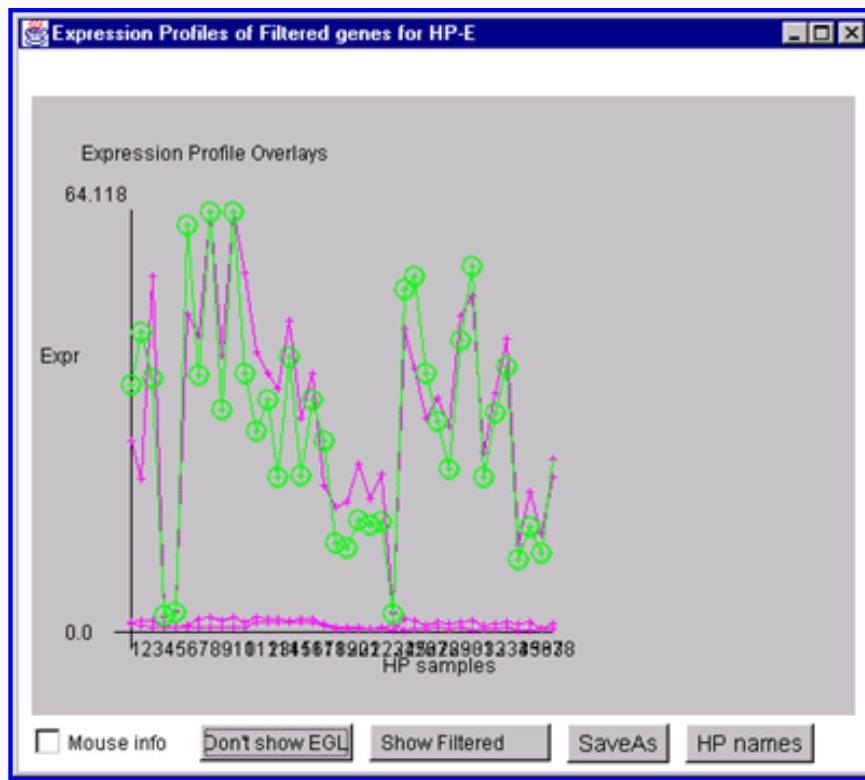 Expression Profiles of Filtered genes for HP-E
Expression Profile Overlays
64.118
Expr
0.0
HP samples
Mouse info
Don't show EGL
Show Filtered
SaveAs
HP names